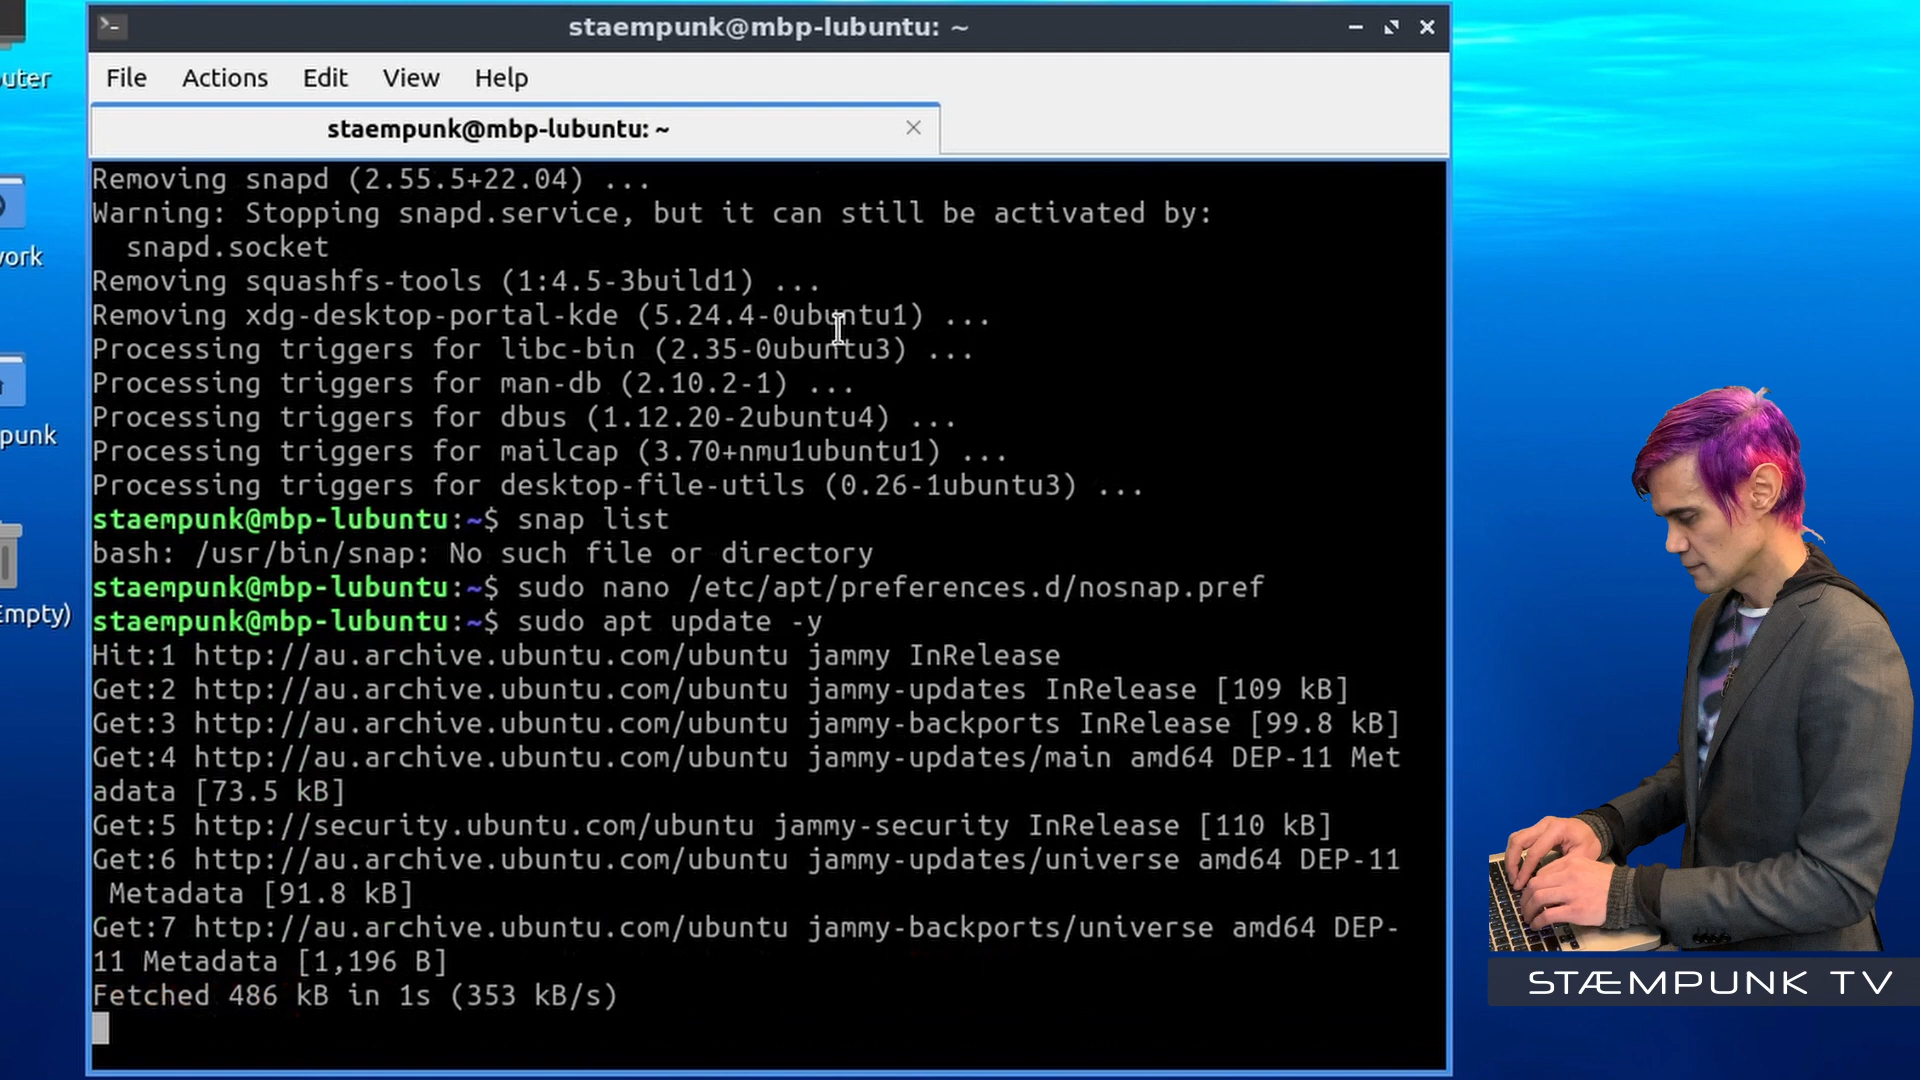 staempunk@mbp-lubuntu: ~
File Actions Edit View Help
staempunk@mbp-lubuntu: ~
Removing snapd (2.55.5+22.04) ...
Warning: Stopping snapd.service, but it can still be activated by:
  snapd.socket
Removing squashfs-tools (1:4.5-3build1) ...
Removing xdg-desktop-portal-kde (5.24.4-0ubuntu1) ...
Processing triggers for libc-bin (2.35-0ubuntu3) ...
Processing triggers for man-db (2.10.2-1) ...
Processing triggers for dbus (1.12.20-2ubuntu4) ...
Processing triggers for mailcap (3.70+nmu1ubuntu1) ...
Processing triggers for desktop-file-utils (0.26-1ubuntu3) ...
staempunk@mbp-lubuntu:~$ snap list
bash: /usr/bin/snap: No such file or directory
staempunk@mbp-lubuntu:~$ sudo nano /etc/apt/preferences.d/nosnap.pref
staempunk@mbp-lubuntu:~$ sudo apt update -y
Hit:1 http://au.archive.ubuntu.com/ubuntu jammy InRelease
Get:2 http://au.archive.ubuntu.com/ubuntu jammy-updates InRelease [109 kB]
Get:3 http://au.archive.ubuntu.com/ubuntu jammy-backports InRelease [99.8 kB]
Get:4 http://au.archive.ubuntu.com/ubuntu jammy-updates/main amd64 DEP-11 Met
adata [73.5 kB]
Get:5 http://security.ubuntu.com/ubuntu jammy-security InRelease [110 kB]
Get:6 http://au.archive.ubuntu.com/ubuntu jammy-updates/universe amd64 DEP-11
 Metadata [91.8 kB]
Get:7 http://au.archive.ubuntu.com/ubuntu jammy-backports/universe amd64 DEP-
11 Metadata [1,196 B]
Fetched 486 kB in 1s (353 kB/s)
uter
work
punk
Empty)
STÆMPUNK TV